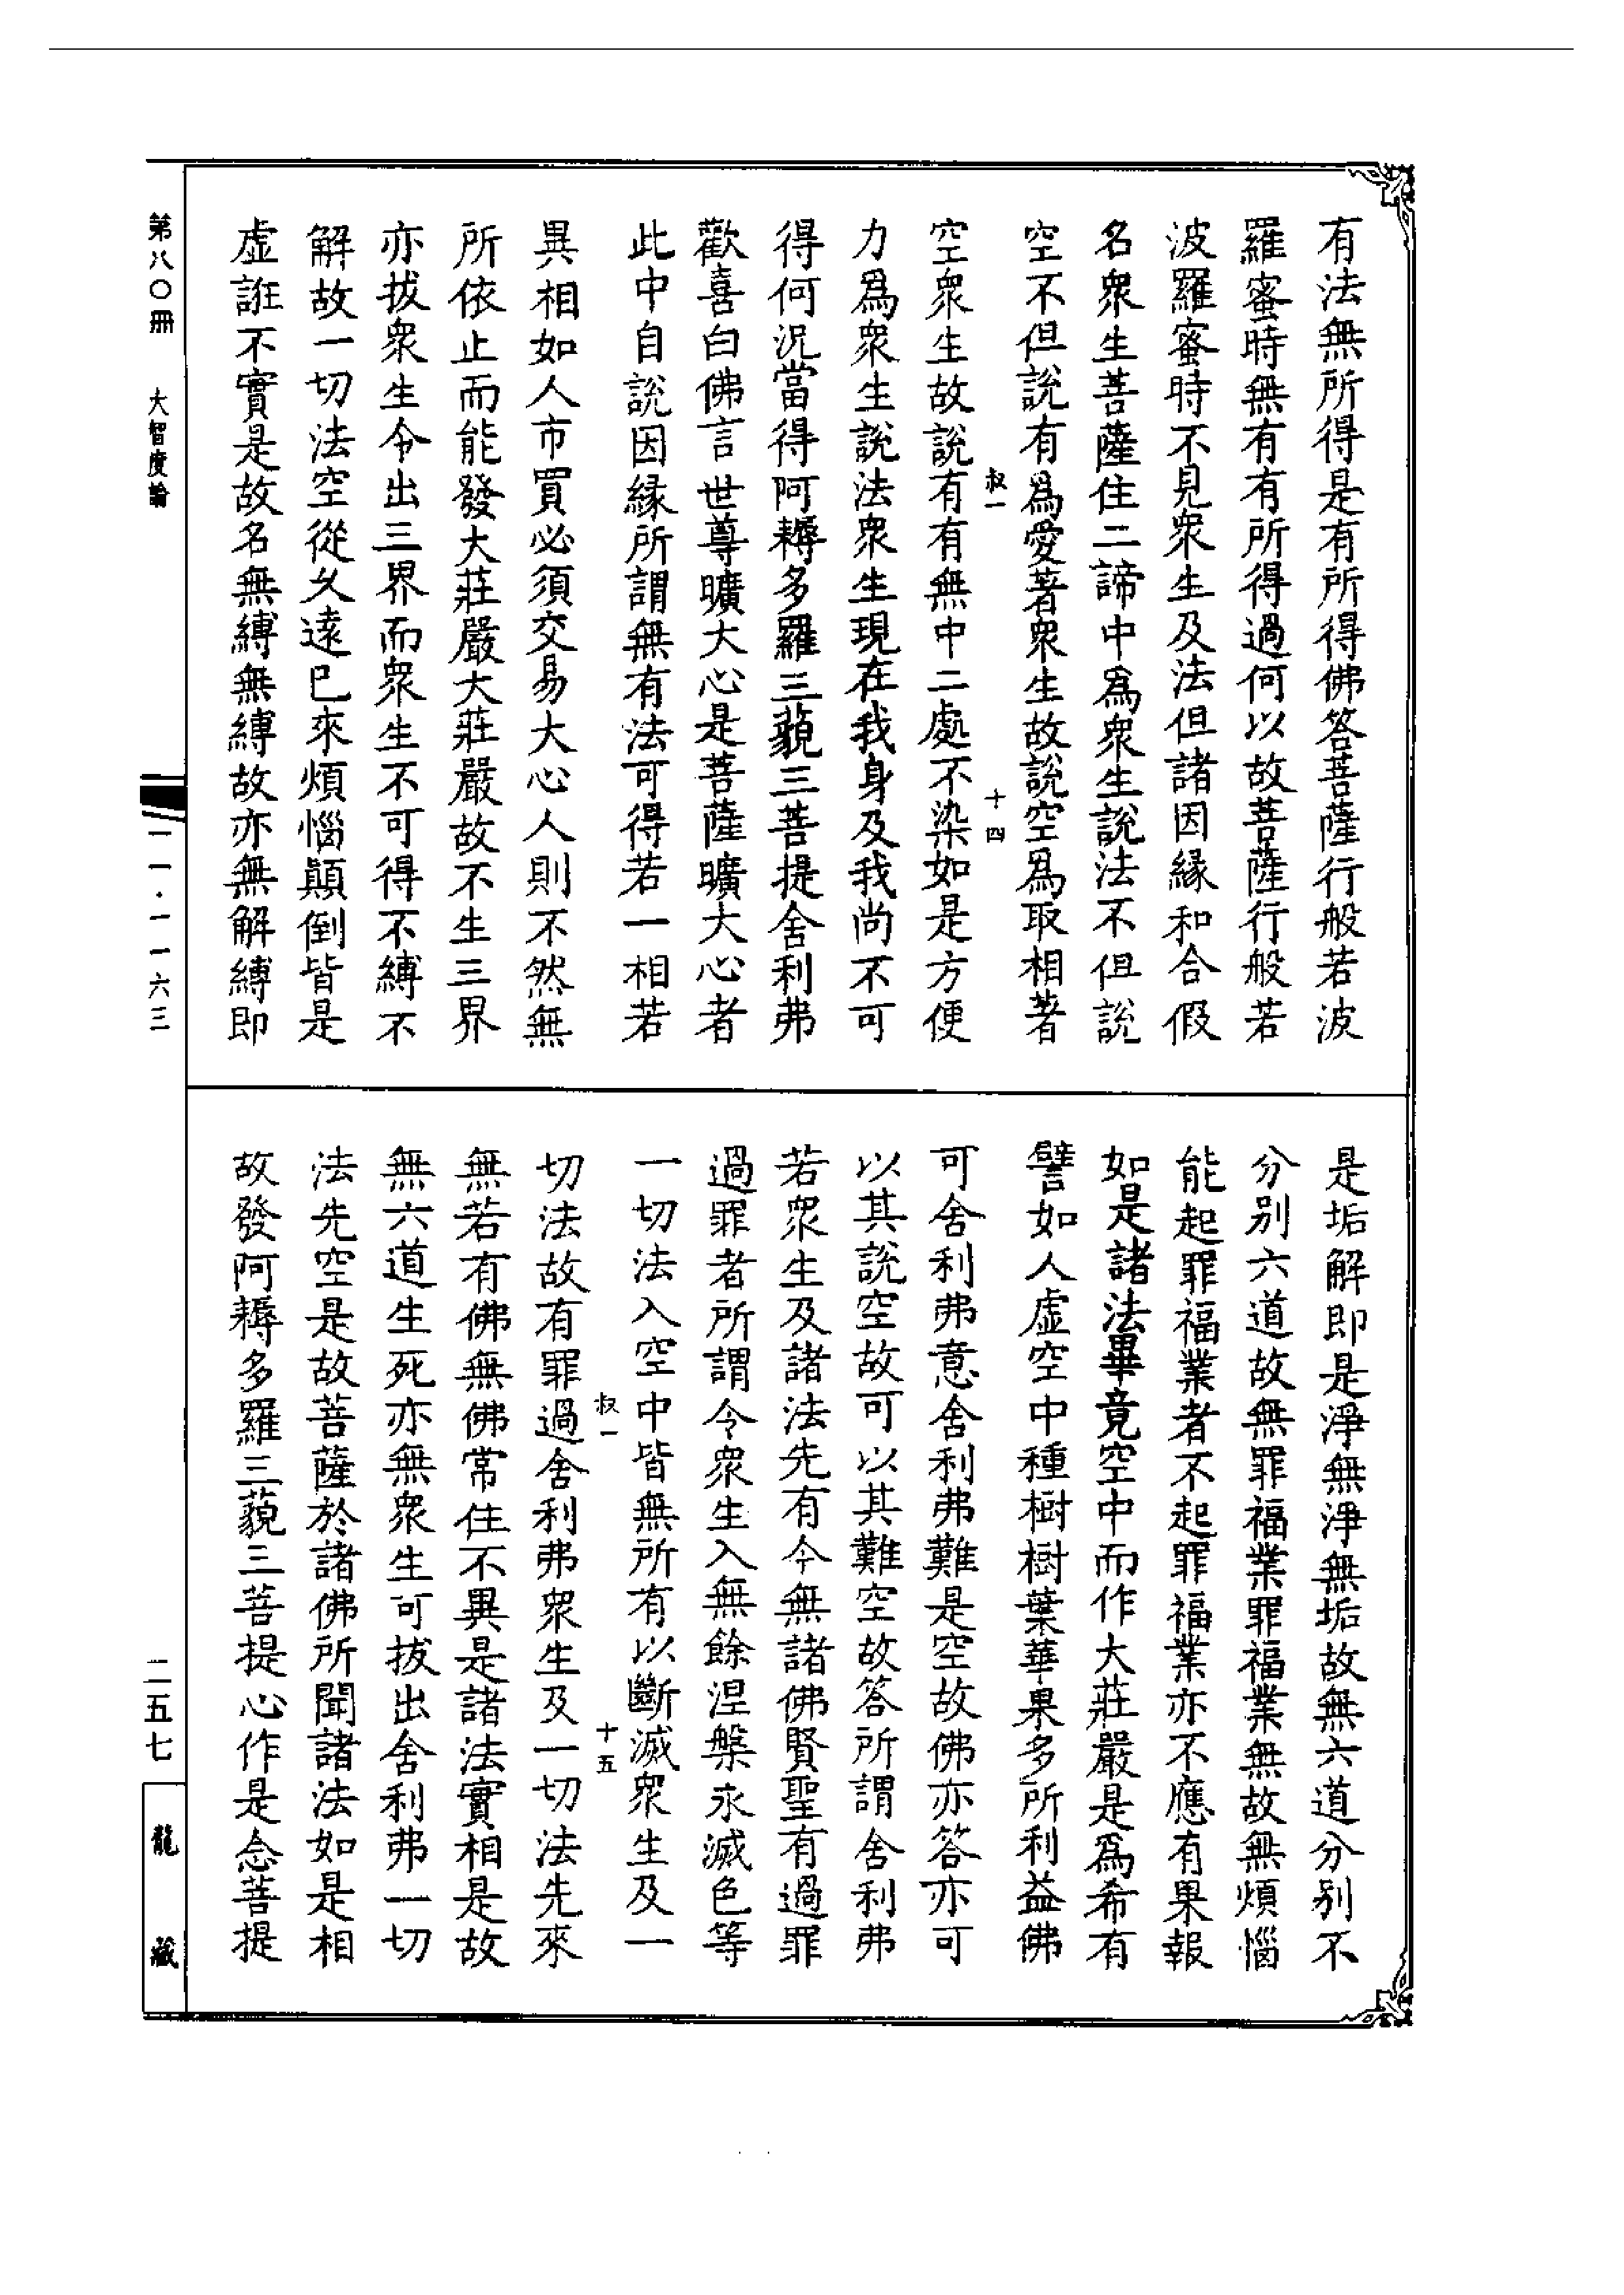 有法無所得是有所得佛答菩薩行般若波
羅蜜時無有有所得過何以故菩薩行般若
波羅蜜時不見衆生及法但諸因緣和合假
名衆生菩薩住二諦中爲衆生說法不但說
空不但說有爲愛著衆生故說空爲取相著
叔一
十四
空衆生故說有有無中二處不染如是方便
力爲衆生說法衆生現在我身及我尚不可
得何況當得阿耨多羅三藐三菩提舍利弗
歡喜白佛言世尊曠大心是菩薩曠大心者
此中自說因緣所謂無有法可得若一相若
異相如人市買必須交易大心人則不然無
所依止而能發大莊嚴大莊嚴故不生三界
亦拔衆生令出三界而衆生不可得不縛不
解故一切法空從久遠已來煩惱顛倒皆是
虛誑不實是故名無縛無縛故亦無解縛即
是垢解即是淨無淨無垢故無六道分別不
分別六道故無罪福業罪福業無故無煩惱
能起罪福業者不起罪福業亦不應有果報
如是諸法畢竟空中而作大莊嚴是爲希有
譬如人虛空中種樹樹葉華果多所利益佛
可舍利弗意舍利弗難是空故佛亦答亦可
以其說空故可以其難空故答所謂舍利弗
若衆生及諸法先有今無諸佛賢聖有過罪
過罪者所謂令衆生入無餘涅槃永滅色等
一切法入空中皆無所有以斷滅衆生及一
叔一
十五
切法故有罪過舍利弗衆生及一切法先來
無若有佛無佛常住不異是諸法實相是故
無六道生死亦無衆生可拔出舍利弗一切
法先空是故菩薩於諸佛所聞諸法如是相
故發阿耨多羅三藐三菩提心作是念菩提
第八〇冊 大智度論
一一·一一六三
二五七
龍藏